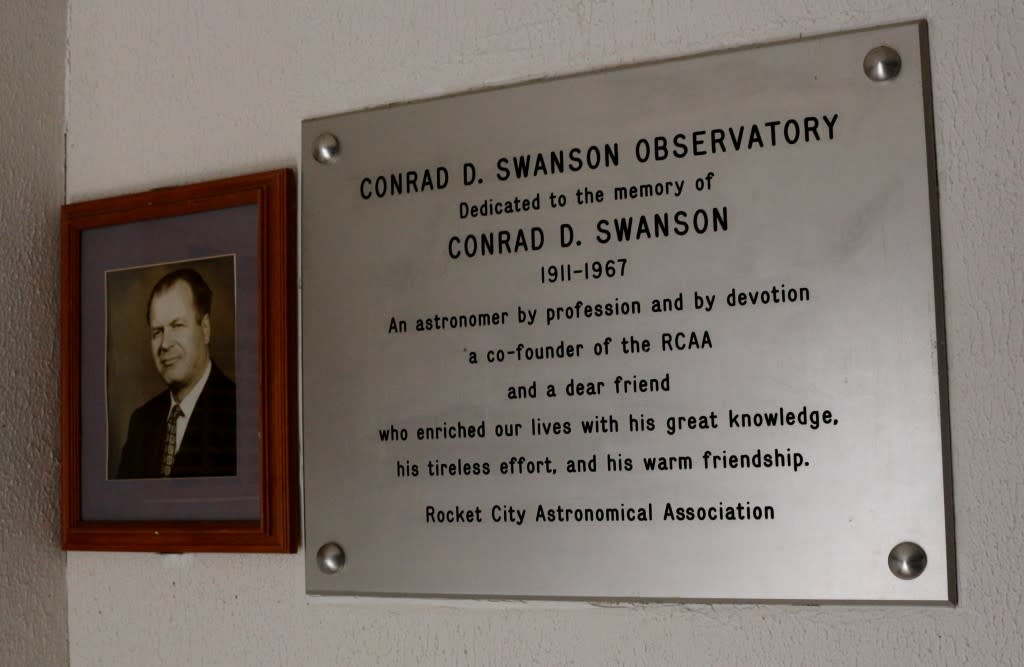 CONRAD D. SWANSON OBSERVATORY
Dedicated to the memory of
CONRAD D. SWANSON
1911-1967
An astronomer by profession and by devotion
a co-founder of the RCAA
and a dear friend
who enriched our lives with his great knowledge,
his tireless effort, and his warm friendship.
Rocket City Astronomical Association